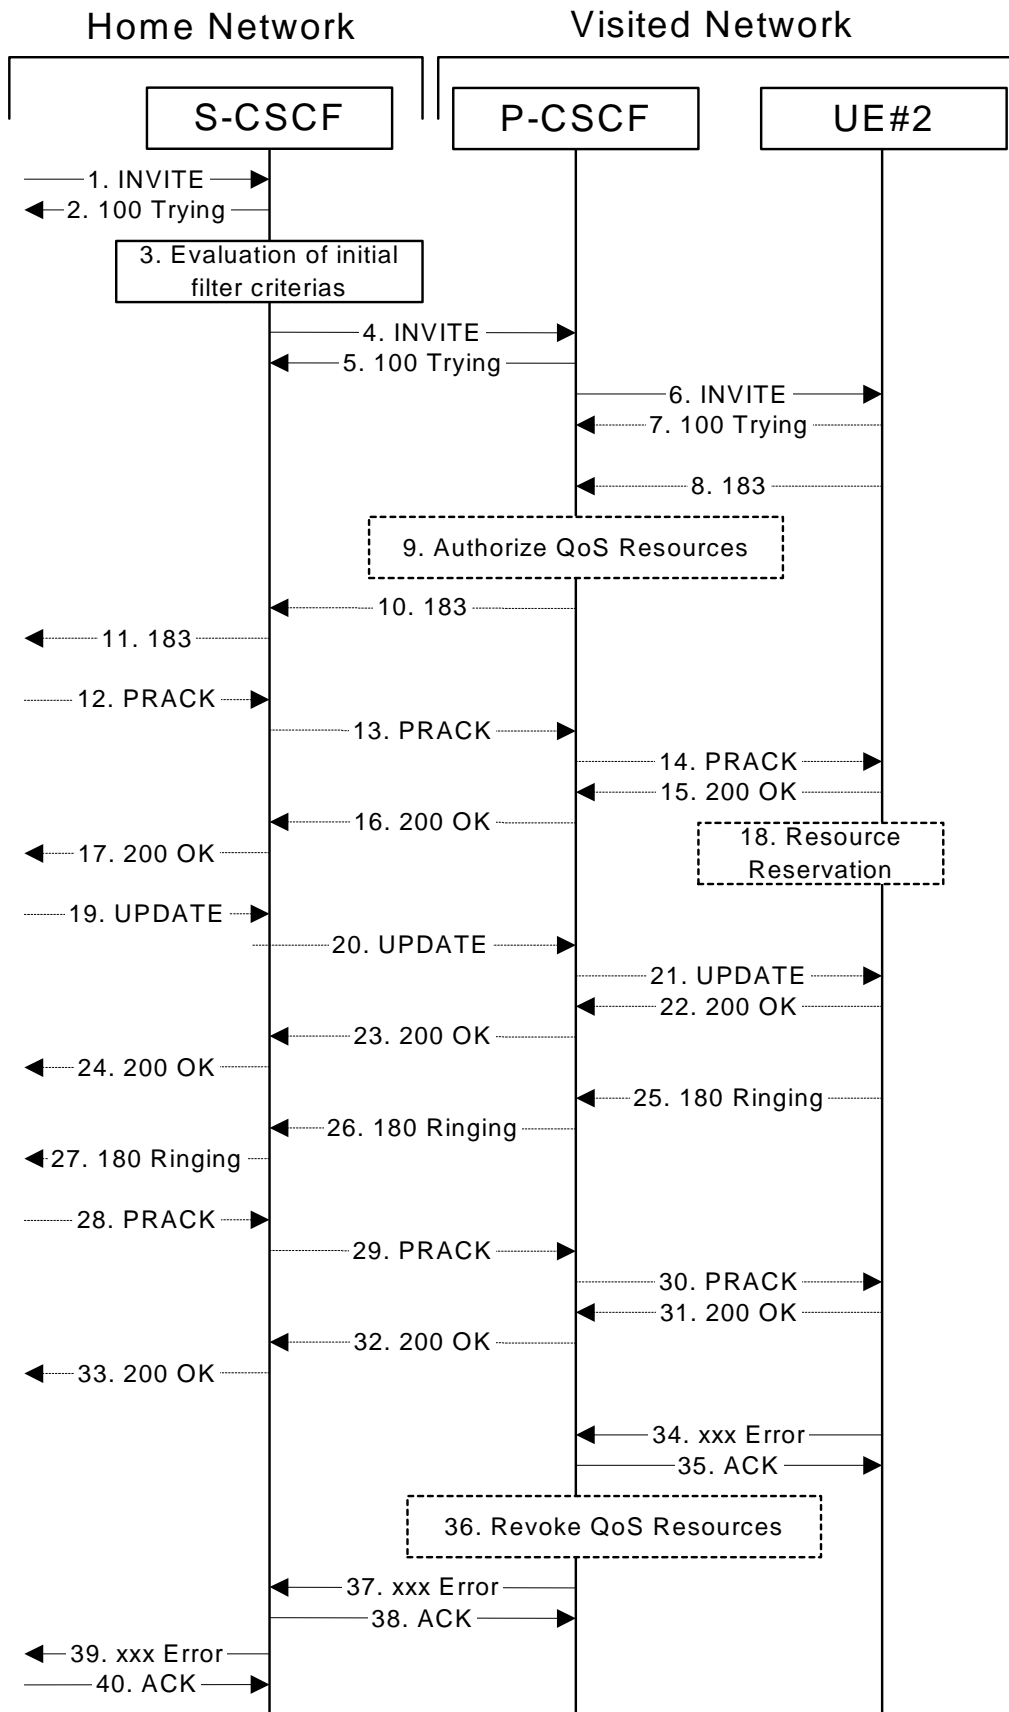 Home Network
Visited Network
S-CSCF
P-CSCF
UE#2
1. INVITE
2. 100 Trying
3. Evaluation of initial
filter criterias
4. INVITE
5. 100 Trying
6. INVITE
7. 100 Trying
8. 183
9. Authorize QoS Resources
10. 183
11. 183
12. PRACK
13. PRACK
14. PRACK
15. 200 OK
16. 200 OK
17. 200 OK
18. Resource
Reservation
19. UPDATE
20. UPDATE
21. UPDATE
22. 200 OK
23. 200 OK
24. 200 OK
25. 180 Ringing
26. 180 Ringing
27. 180 Ringing
28. PRACK
29. PRACK
30. PRACK
31. 200 OK
32. 200 OK
33. 200 OK
34. xxx Error
35. ACK
36. Revoke QoS Resources
37. xxx Error
38. ACK
39. xxx Error
40. ACK